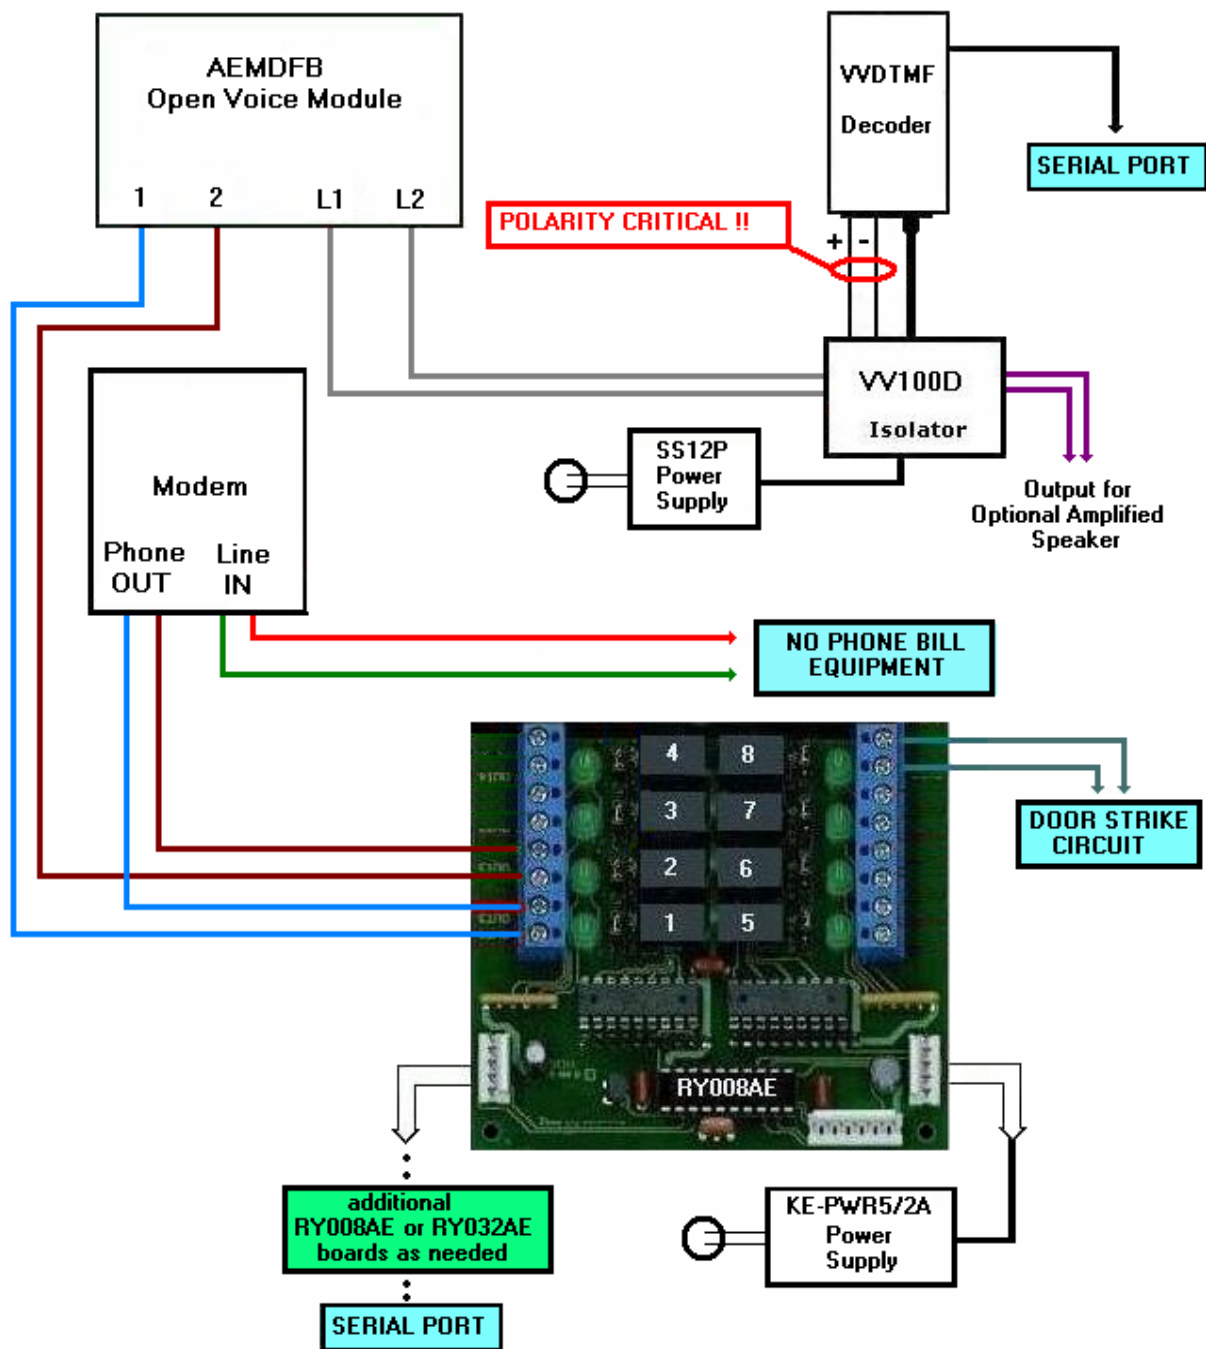 AEMDFB
Open Voice Module
1 2 L1 L2
VVDTMF
Decoder
SERIAL PORT
POLARITY CRITICAL !!
+ -
VV100D
Isolator
SS12P
Power
Supply
Output for
Optional Amplified
Speaker
Modem
Phone Line
OUT IN
NO PHONE BILL
EQUIPMENT
4 8
3 7
2 6
1 5
DOOR STRIKE
CIRCUIT
RY008AE
additional
RY008AE or RY032AE
boards as needed
SERIAL PORT
KE-PWR5/2A
Power
Supply